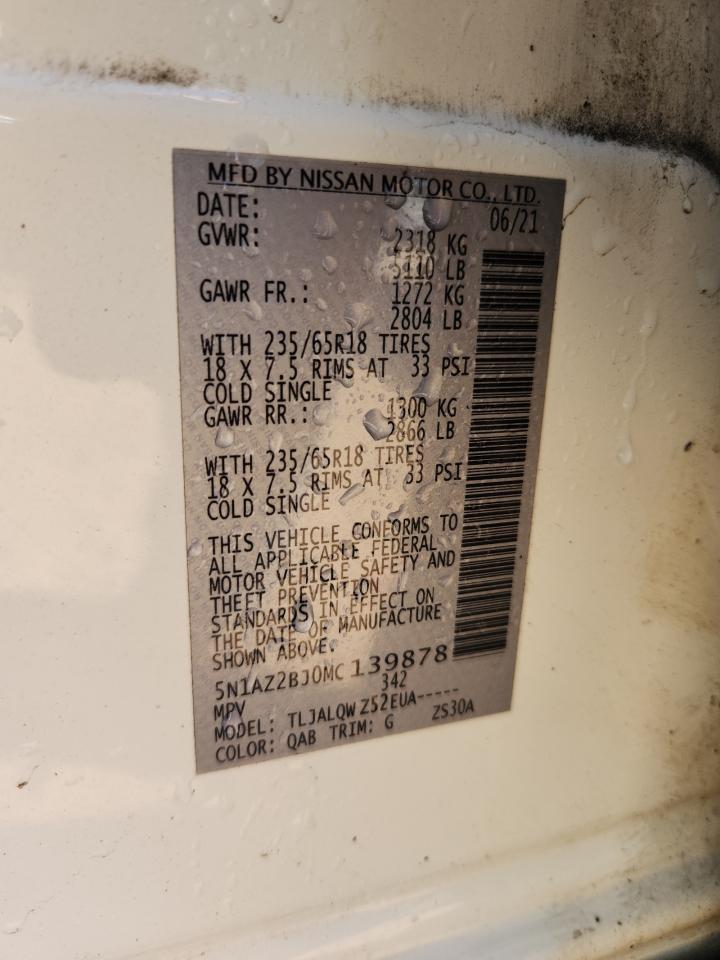 MFD BY NISSAN MOTOR CO., LTD.
DATE: 06/21
GVWR: 2318 KG
5110 LB
GAWR FR.: 1272 KG
2804 LB
WITH 235/65R18 TIRES
18 X 7.5 RIMS AT 33 PSI
COLD SINGLE
GAWR RR.: 1300 KG
2866 LB
WITH 235/65R18 TIRES
18 X 7.5 RIMS AT 33 PSI
COLD SINGLE
THIS VEHICLE CONFORMS TO
ALL APPLICABLE FEDERAL
MOTOR VEHICLE SAFETY AND
THEFT PREVENTION
STANDARDS IN EFFECT ON
THE DATE OF MANUFACTURE
SHOWN ABOVE.
5N1AZ2BJ0MC139878
MPV 342
MODEL: TLJALQW Z52EUA-----
COLOR: QAB TRIM: G ZS30A